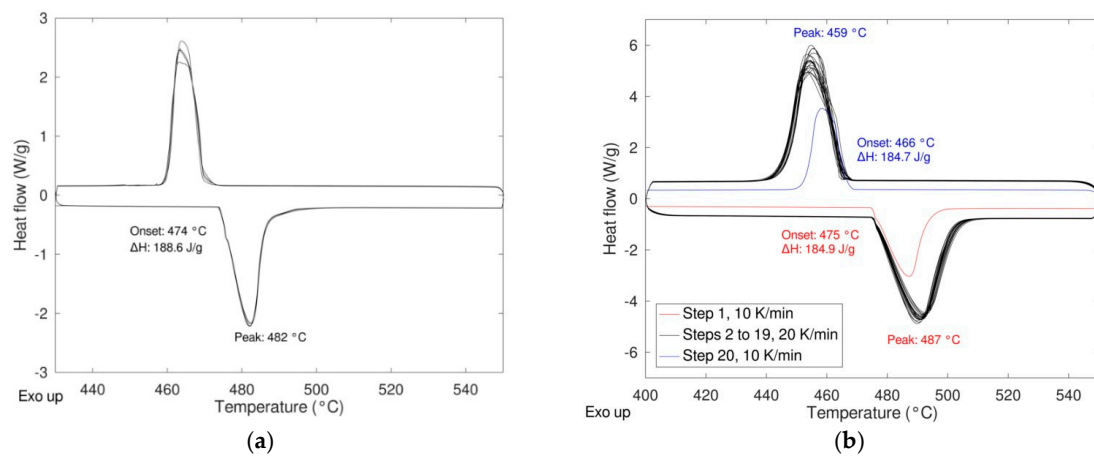 3
2
1
0
-1
-2
-3
Heat flow (W/g)
Onset: 474 °C
ΔH: 188.6 J/g
Peak: 482 °C
440
460
480
500
520
540
Temperature (°C)
Exo up
(a)
6
4
2
0
-2
-4
-6
Heat flow (W/g)
Peak: 459 °C
Onset: 466 °C
ΔH: 184.7 J/g
Onset: 475 °C
ΔH: 184.9 J/g
Step 1, 10 K/min
Steps 2 to 19, 20 K/min
Step 20, 10 K/min
Peak: 487 °C
400
420
440
460
480
500
520
540
Temperature (°C)
Exo up
(b)